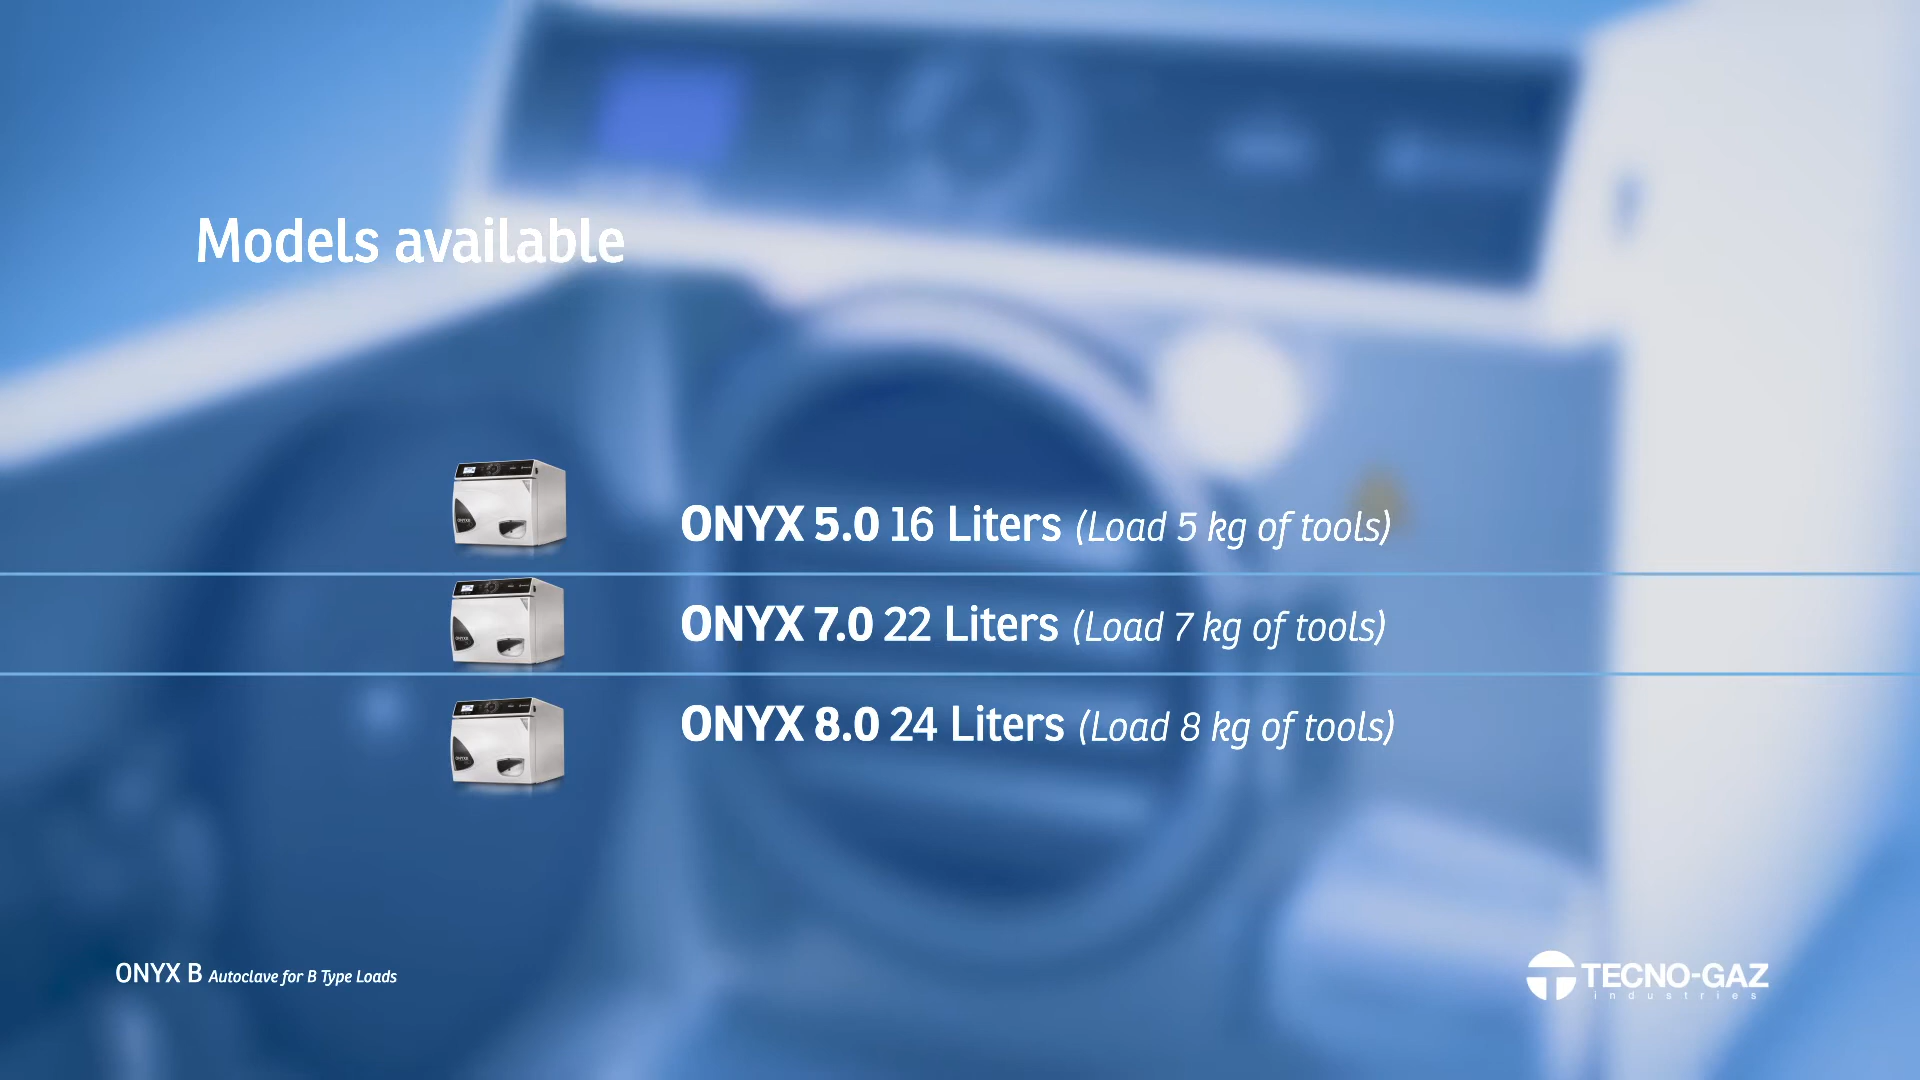 Models available
ONYX 5.0 16 Liters (Load 5 kg of tools)
ONYX 7.0 22 Liters (Load 7 kg of tools)
ONYX 8.0 24 Liters (Load 8 kg of tools)
ONYX B Autoclave for B Type Loads
TECNO-GAZ
industries